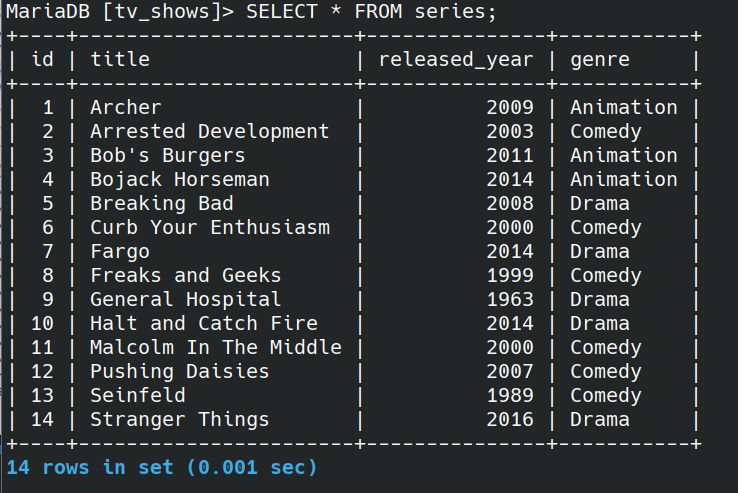 MariaDB [tv_shows]> SELECT * FROM series;
+----+-----------------------+---------------+-----------+
| id | title                 | released_year | genre     |
+----+-----------------------+---------------+-----------+
|  1 | Archer                |          2009 | Animation |
|  2 | Arrested Development  |          2003 | Comedy    |
|  3 | Bob's Burgers         |          2011 | Animation |
|  4 | Bojack Horseman       |          2014 | Animation |
|  5 | Breaking Bad          |          2008 | Drama     |
|  6 | Curb Your Enthusiasm  |          2000 | Comedy    |
|  7 | Fargo                 |          2014 | Drama     |
|  8 | Freaks and Geeks      |          1999 | Comedy    |
|  9 | General Hospital      |          1963 | Drama     |
| 10 | Halt and Catch Fire   |          2014 | Drama     |
| 11 | Malcolm In The Middle |          2000 | Comedy    |
| 12 | Pushing Daisies       |          2007 | Comedy    |
| 13 | Seinfeld              |          1989 | Comedy    |
| 14 | Stranger Things       |          2016 | Drama     |
+----+-----------------------+---------------+-----------+
14 rows in set (0.001 sec)